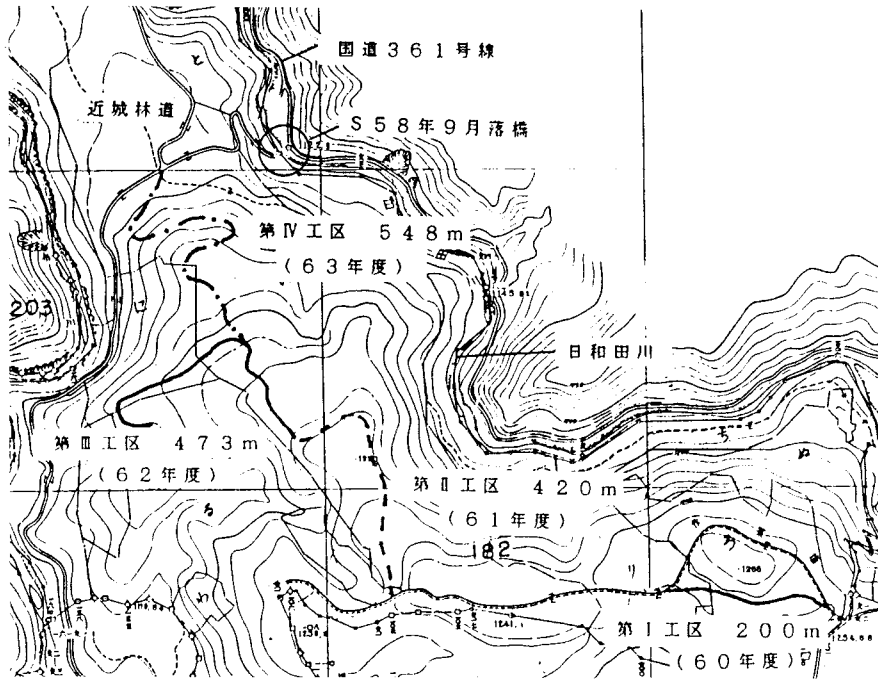 国道361号線
近城林道
S58年9月落橋
第Ⅳ工区 548m
(63年度)
203
日和田川
第Ⅲ工区 473m
(62年度)
第Ⅱ工区 420m
(61年度)
182
1266
第Ⅰ工区 200m
(60年度)
1254.68